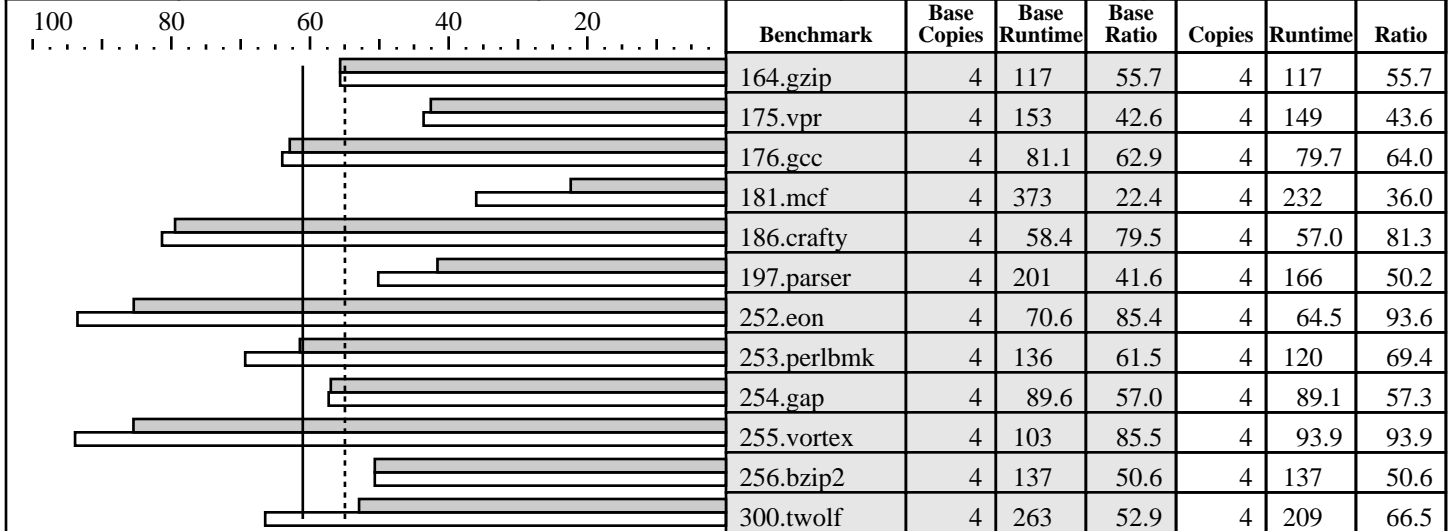 100 80 60 40 20
Benchmark Base Copies Base Runtime Base Ratio Copies Runtime Ratio
164.gzip 4 117 55.7 4 117 55.7
175.vpr 4 153 42.6 4 149 43.6
176.gcc 4 81.1 62.9 4 79.7 64.0
181.mcf 4 373 22.4 4 232 36.0
186.crafty 4 58.4 79.5 4 57.0 81.3
197.parser 4 201 41.6 4 166 50.2
252.eon 4 70.6 85.4 4 64.5 93.6
253.perlbmk 4 136 61.5 4 120 69.4
254.gap 4 89.6 57.0 4 89.1 57.3
255.vortex 4 103 85.5 4 93.9 93.9
256.bzip2 4 137 50.6 4 137 50.6
300.twolf 4 263 52.9 4 209 66.5